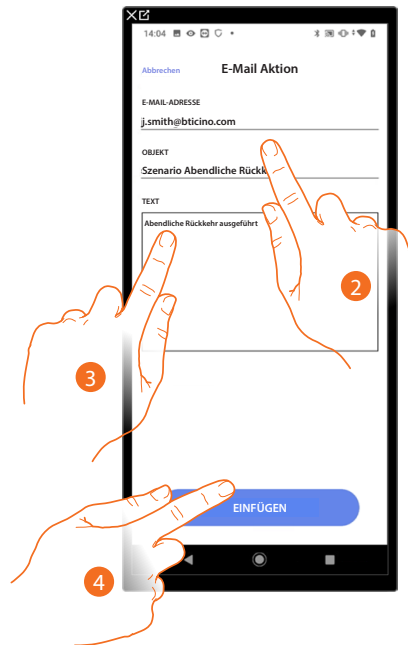 14:04
Abbrechen
E-Mail Aktion
E-MAIL-ADRESSE
j.smith@bticino.com
OBJEKT
Szenario Abendliche
TEXT
Abendliche Rückkehr ausgeführt
2
3
EINFÜGEN
4